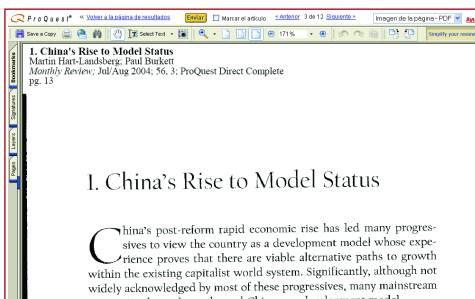 ProQuest® « Volver a la página de resultados Enviar Marcar el artículo < Anterior 3 de 12 Siguiente > Imagen de la página - PDF
Save a Copy Select Text 171% Simplify your review
Bookmarks
Signatures
Layers
Pages
1. China's Rise to Model Status
Martin Hart-Landsberg; Paul Burkett
Monthly Review; Jul/Aug 2004; 56, 3; ProQuest Direct Complete
pg. 13
I. China's Rise to Model Status
China's post-reform rapid economic rise has led many progres-
sives to view the country as a development model whose expe-
rience proves that there are viable alternative paths to growth
within the existing capitalist world system. Significantly, although not
widely acknowledged by most of these progressives, many mainstream